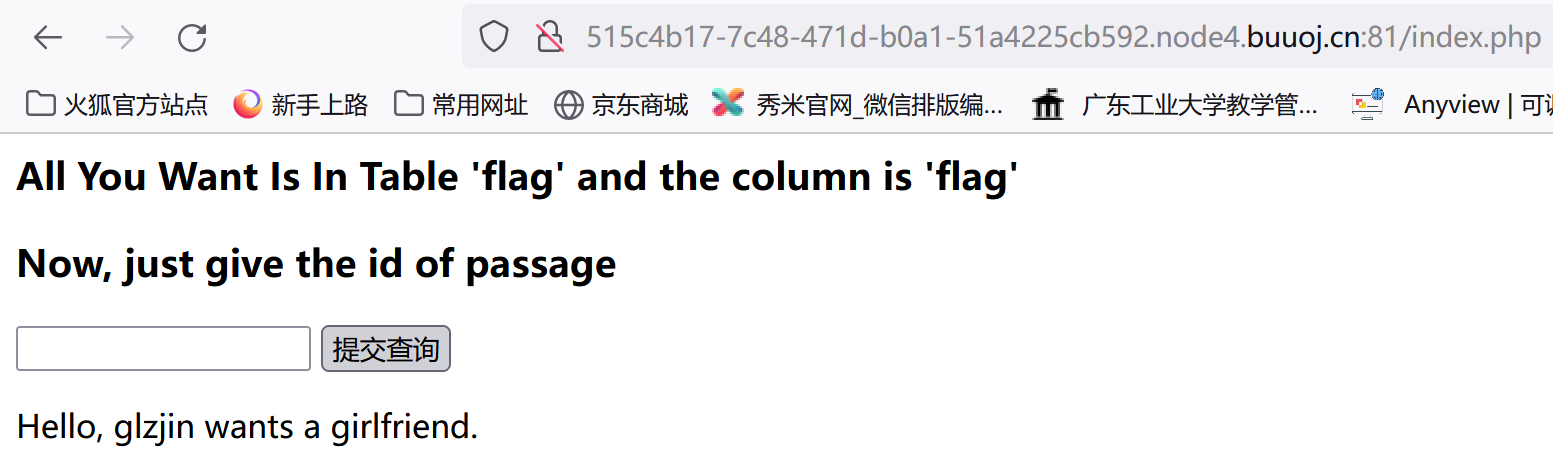 515c4b17-7c48-471d-b0a1-51a4225cb592.node4.buuoj.cn:81/index.php
火狐官方站点 新手上路 常用网址 京东商城 秀米官网_微信排版编... 广东工业大学教学管... Anyview | 可
All You Want Is In Table 'flag' and the column is 'flag'
Now, just give the id of passage
提交查询
Hello, glzjin wants a girlfriend.